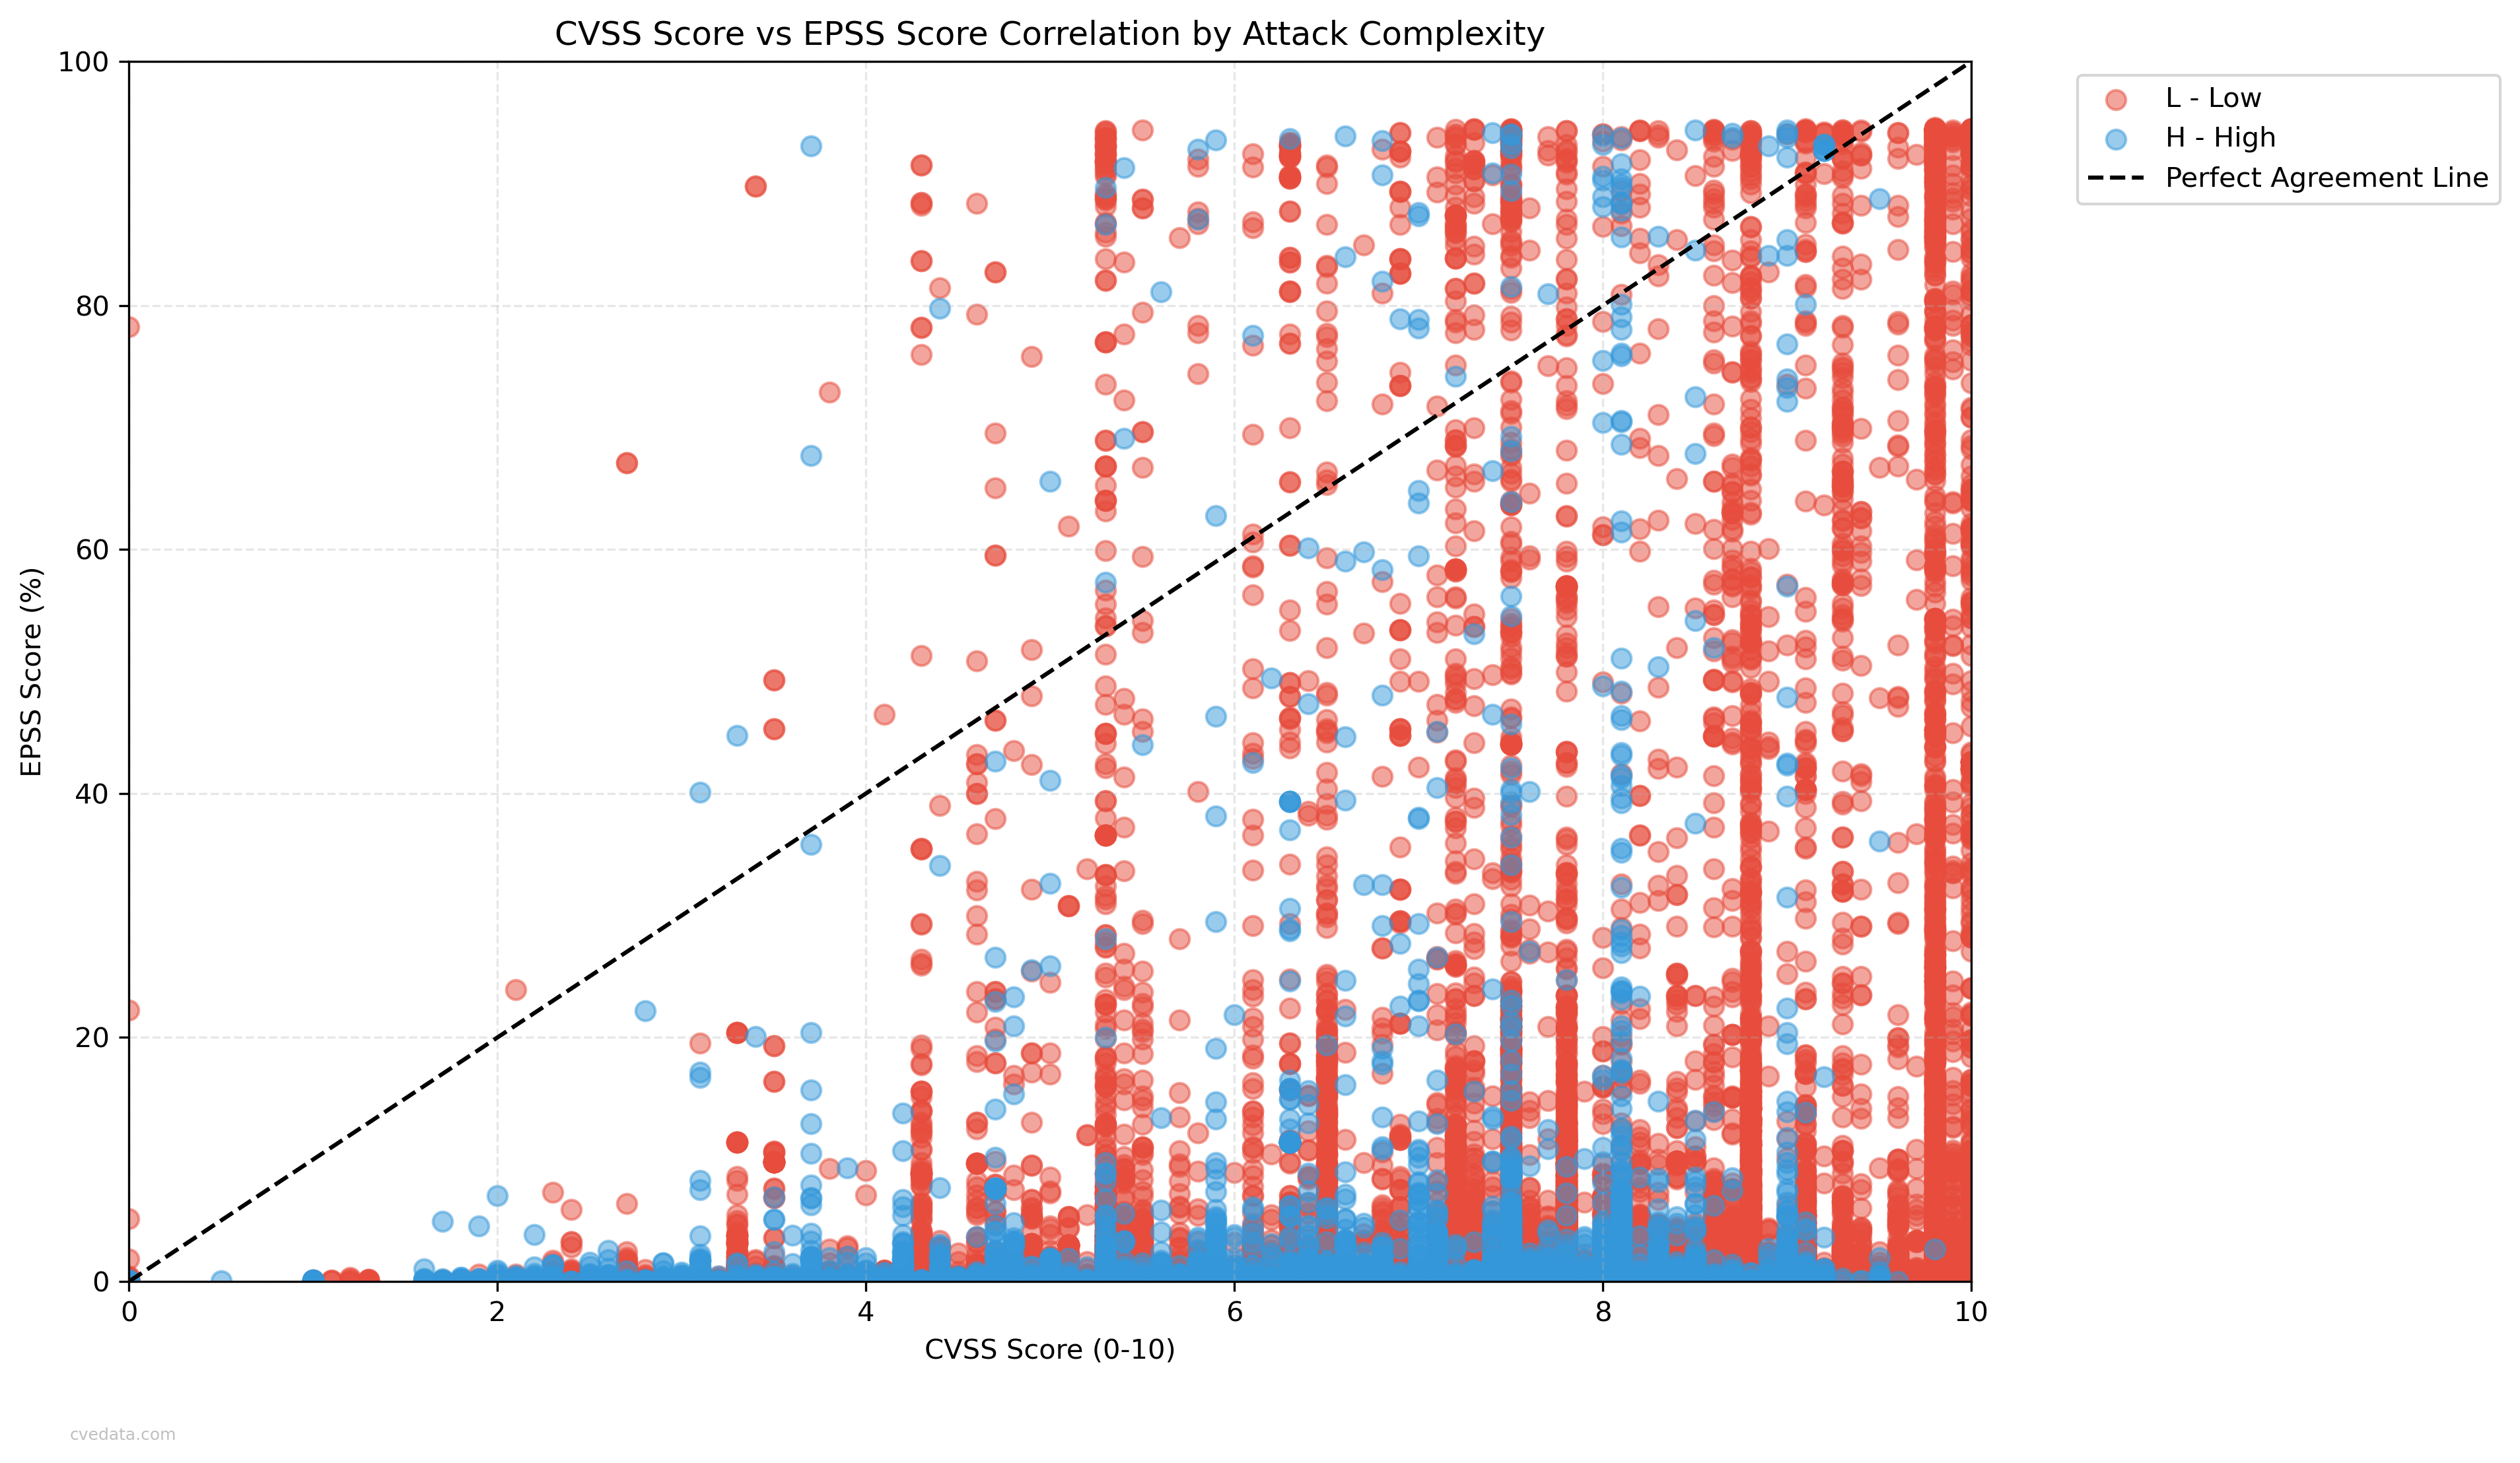 CVSS Score vs EPSS Score Correlation by Attack Complexity
100
80
60
40
20
0
EPSS Score (%)
0 2 4 6 8 10
CVSS Score (0-10)
L - Low
H - High
Perfect Agreement Line
cvedata.com